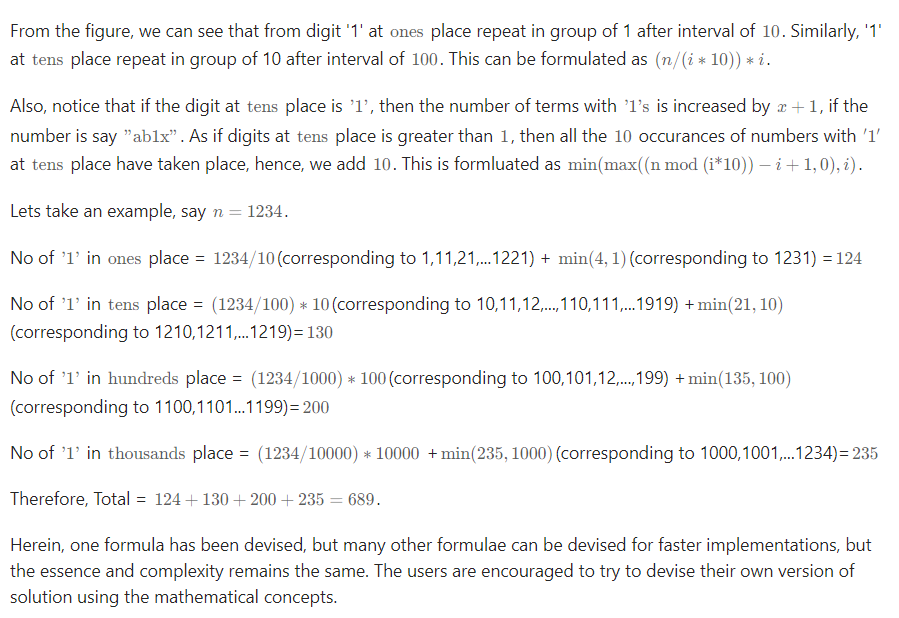 From the figure, we can see that from digit '1' at ones place repeat in group of 1 after interval of 10. Similarly, '1'
at tens place repeat in group of 10 after interval of 100. This can be formulated as (n/(i * 10)) * i.
Also, notice that if the digit at tens place is '1', then the number of terms with '1's is increased by x + 1, if the
number is say "ab1x". As if digits at tens place is greater than 1, then all the 10 occurances of numbers with '1'
at tens place have taken place, hence, we add 10. This is formluated as min(max((n mod (i*10)) − i + 1, 0), i).
Lets take an example, say n = 1234.
No of '1' in ones place = 1234/10(corresponding to 1,11,21,...1221) + min(4, 1)(corresponding to 1231) = 124
No of '1' in tens place = (1234/100) * 10(corresponding to 10,11,12,...,110,111,...1919) + min(21, 10)
(corresponding to 1210,1211,...1219)= 130
No of '1' in hundreds place = (1234/1000) * 100(corresponding to 100,101,12,...,199) + min(135, 100)
(corresponding to 1100,1101...1199)= 200
No of '1' in thousands place = (1234/10000) * 10000 + min(235, 1000)(corresponding to 1000,1001,...1234)= 235
Therefore, Total = 124 + 130 + 200 + 235 = 689.
Herein, one formula has been devised, but many other formulae can be devised for faster implementations, but
the essence and complexity remains the same. The users are encouraged to try to devise their own version of
solution using the mathematical concepts.